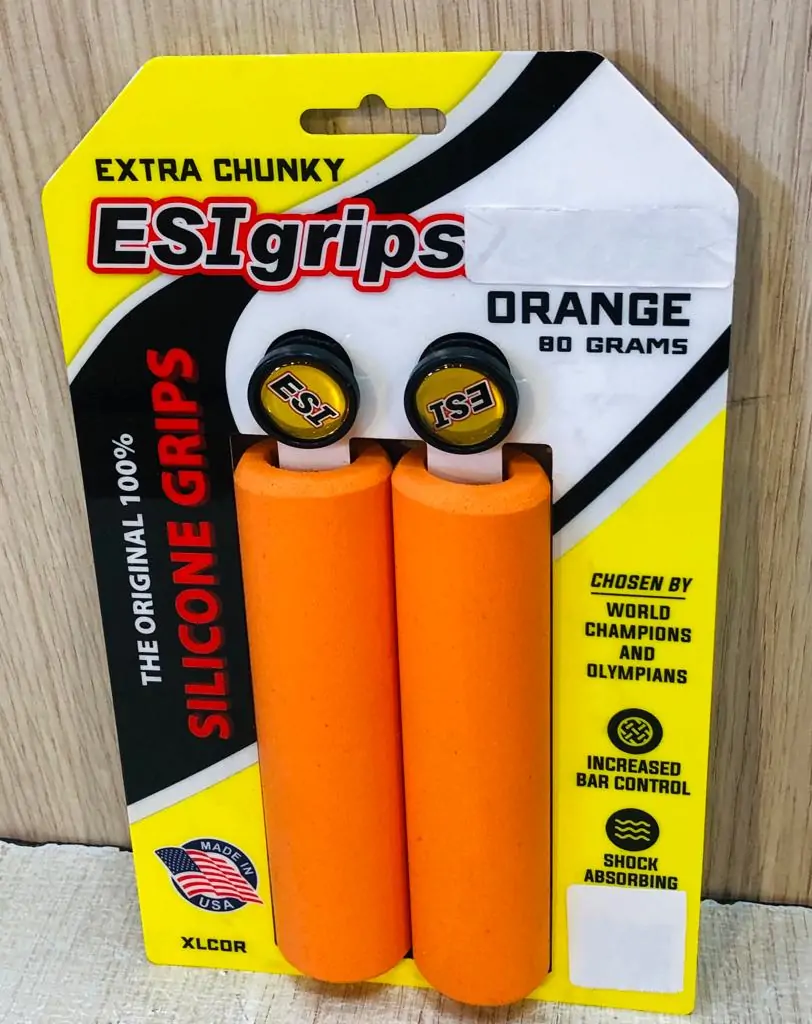 EXTRA CHUNKY
ESIgrips
ORANGE
80 GRAMS
ESI
ESI
THE ORIGINAL 100%
SILICONE GRIPS
CHOSEN BY
WORLD
CHAMPIONS
AND
OLYMPIANS
INCREASED
BAR CONTROL
SHOCK
ABSORBING
MADE IN
USA
XLCOR